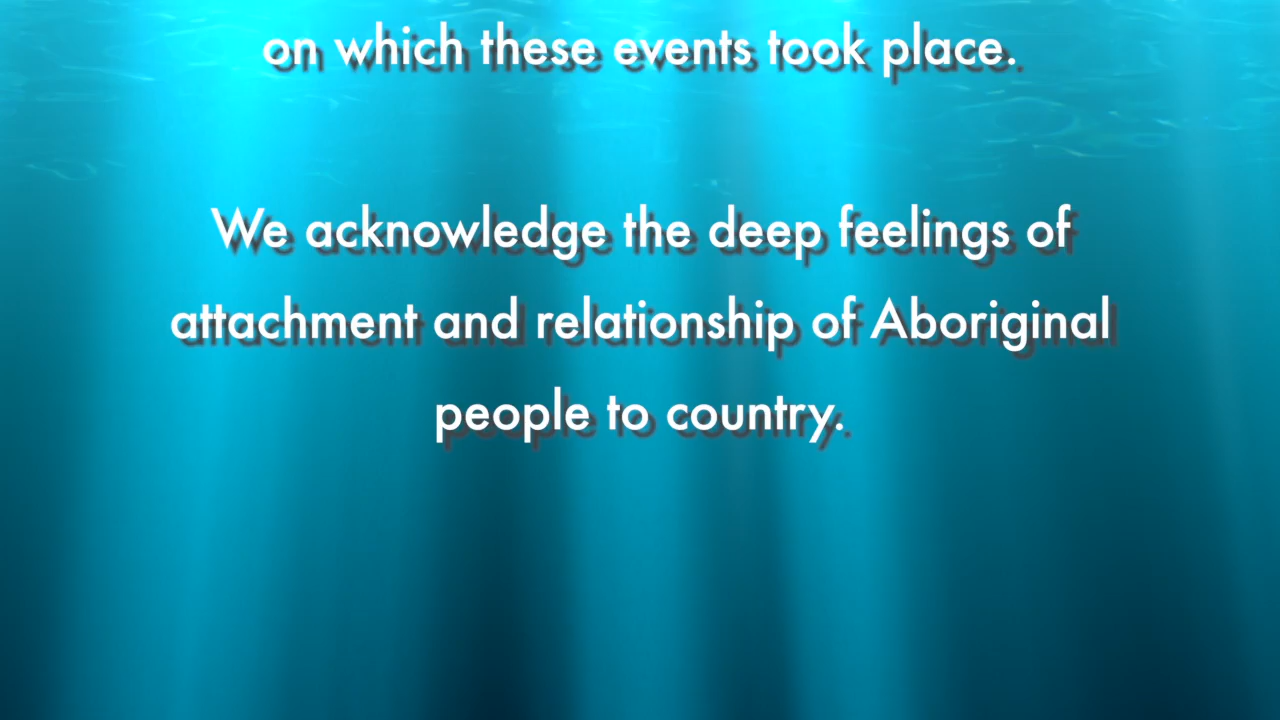 on which these events took place.
We acknowledge the deep feelings of
attachment and relationship of Aboriginal
people to country.